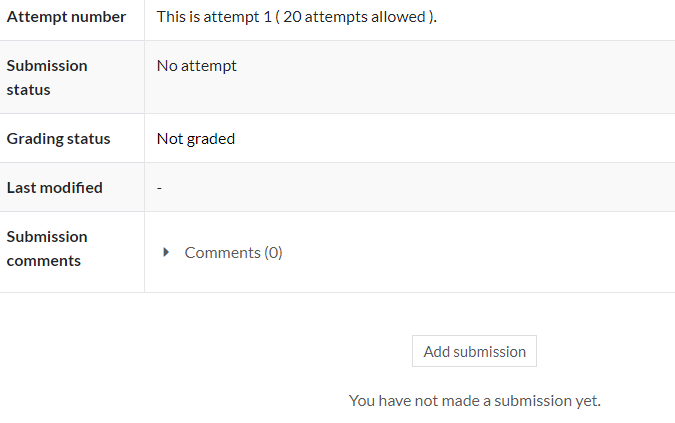 Attempt number This is attempt 1 ( 20 attempts allowed ).
Submission status No attempt
Grading status Not graded
Last modified -
Submission comments Comments (0)
Add submission
You have not made a submission yet.